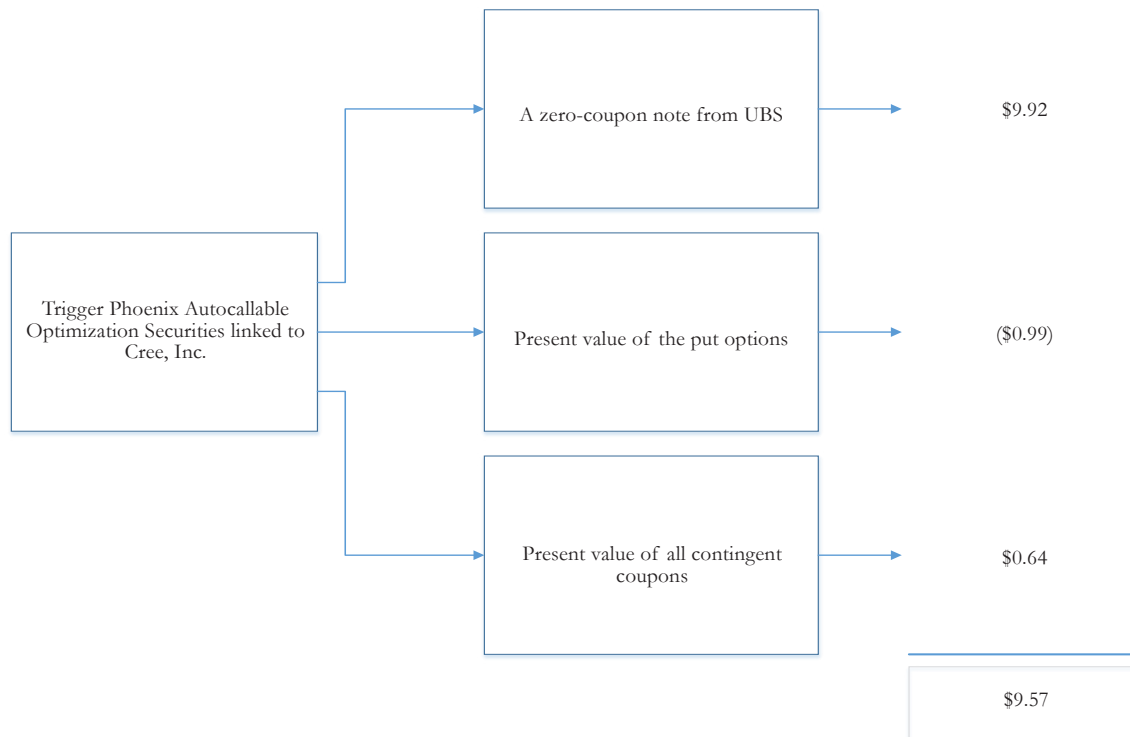 A zero-coupon note from UBS
$9.92
Trigger Phoenix Autocallable
Optimization Securities linked to
Cree, Inc.
Present value of the put options
($0.99)
Present value of all contingent
coupons
$0.64
$9.57